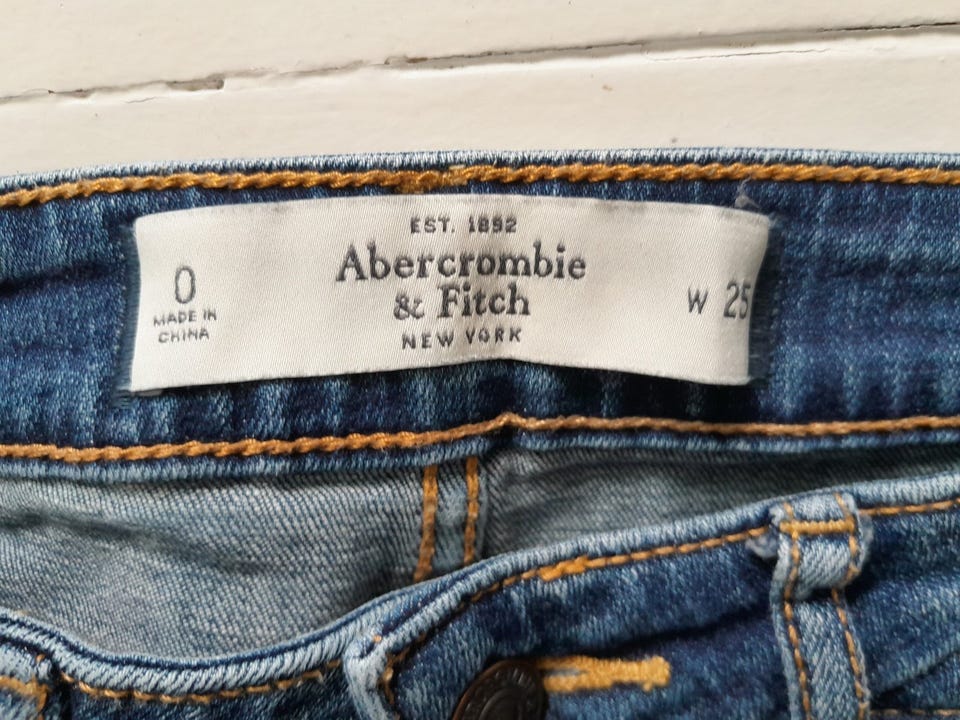 EST. 1892
Abercrombie
& Fitch
NEW YORK
0
MADE IN
CHINA
W 25